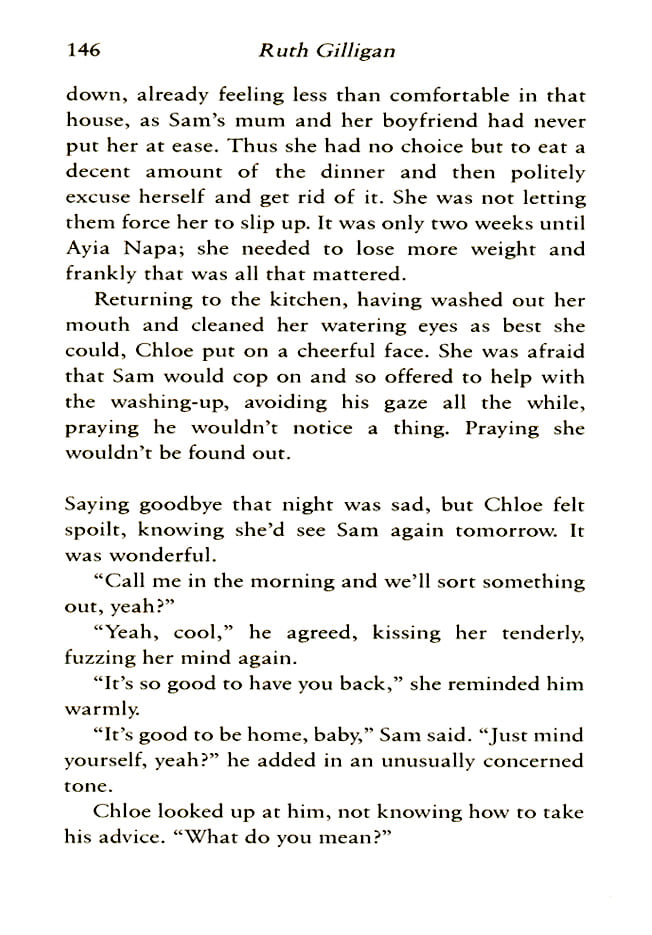 146 Ruth Gilligan
down, already feeling less than comfortable in that
house, as Sam’s mum and her boyfriend had never
put her at ease. Thus she had no choice but to eat a
decent amount of the dinner and then politely
excuse herself and get rid of it. She was not letting
them force her to slip up. It was only two weeks until
Ayia Napa; she needed to lose more weight and
frankly that was all that mattered.
Returning to the kitchen, having washed out her
mouth and cleaned her watering eyes as best she
could, Chloe put on a cheerful face. She was afraid
that Sam would cop on and so offered to help with
the washing-up, avoiding his gaze all the while,
praying he wouldn’t notice a thing. Praying she
wouldn’t be found out.
Saying goodbye that night was sad, but Chloe felt
spoilt, knowing she’d see Sam again tomorrow. It
was wonderful.
“Call me in the morning and we’ll sort something
out, yeah?”
“Yeah, cool,” he agreed, kissing her tenderly,
fuzzing her mind again.
“It’s so good to have you back,” she reminded him
warmly.
“It’s good to be home, baby,” Sam said. “Just mind
yourself, yeah?” he added in an unusually concerned
tone.
Chloe looked up at him, not knowing how to take
his advice. “What do you mean?”